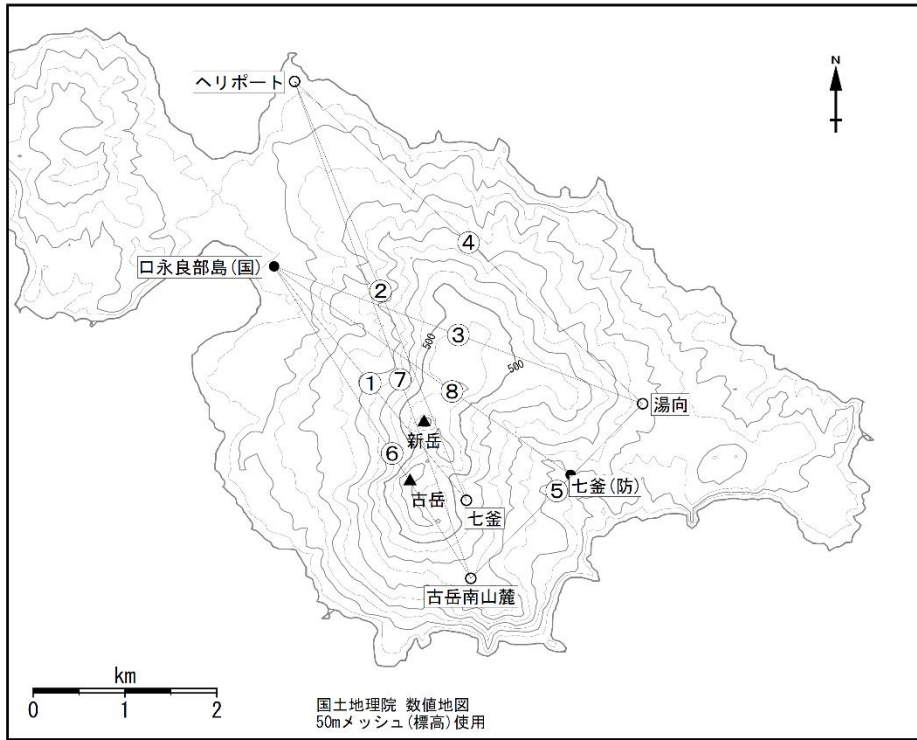 ヘリポート
N
④
口永良部島(国)
②
③
500
500
①
⑦
⑧
湯向
新岳
⑥
古岳
七釜
⑤
七釜(防)
古岳南山麓
km
0 1 2
国土地理院 数値地図
50mメッシュ(標高)使用